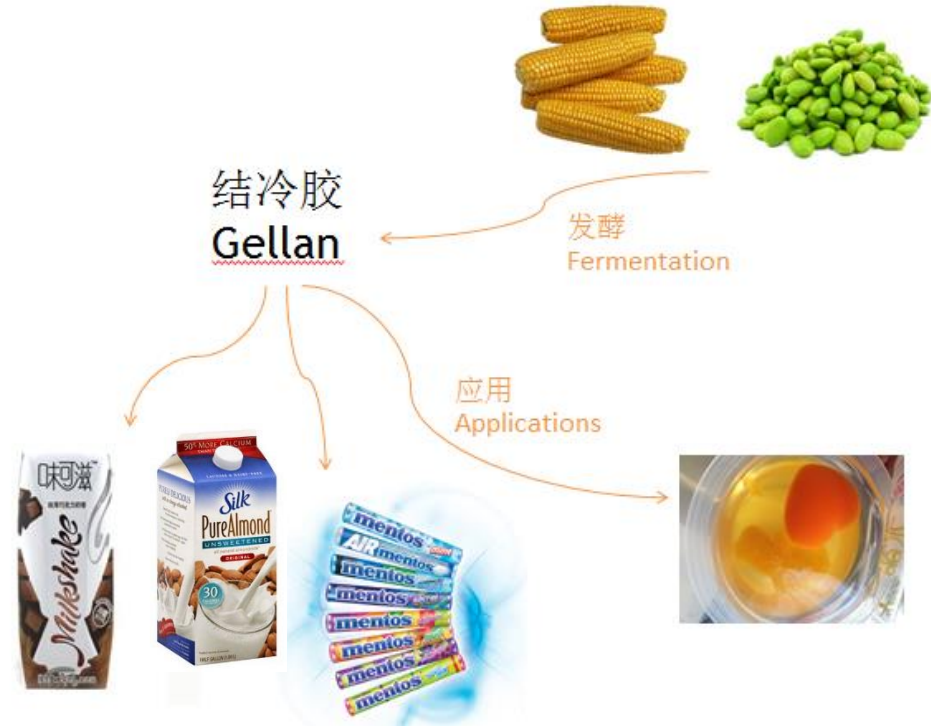 结冷胶
Gellan
发酵
Fermentation
应用
Applications
味可滋
Milkshake
50% MORE CALCIUM
Silk
PureAlmond
UNSWEETENED
ORIGINAL
30
mentos
AIR mentos
mentos
mentos
mentos
mentos
mentos
mentos